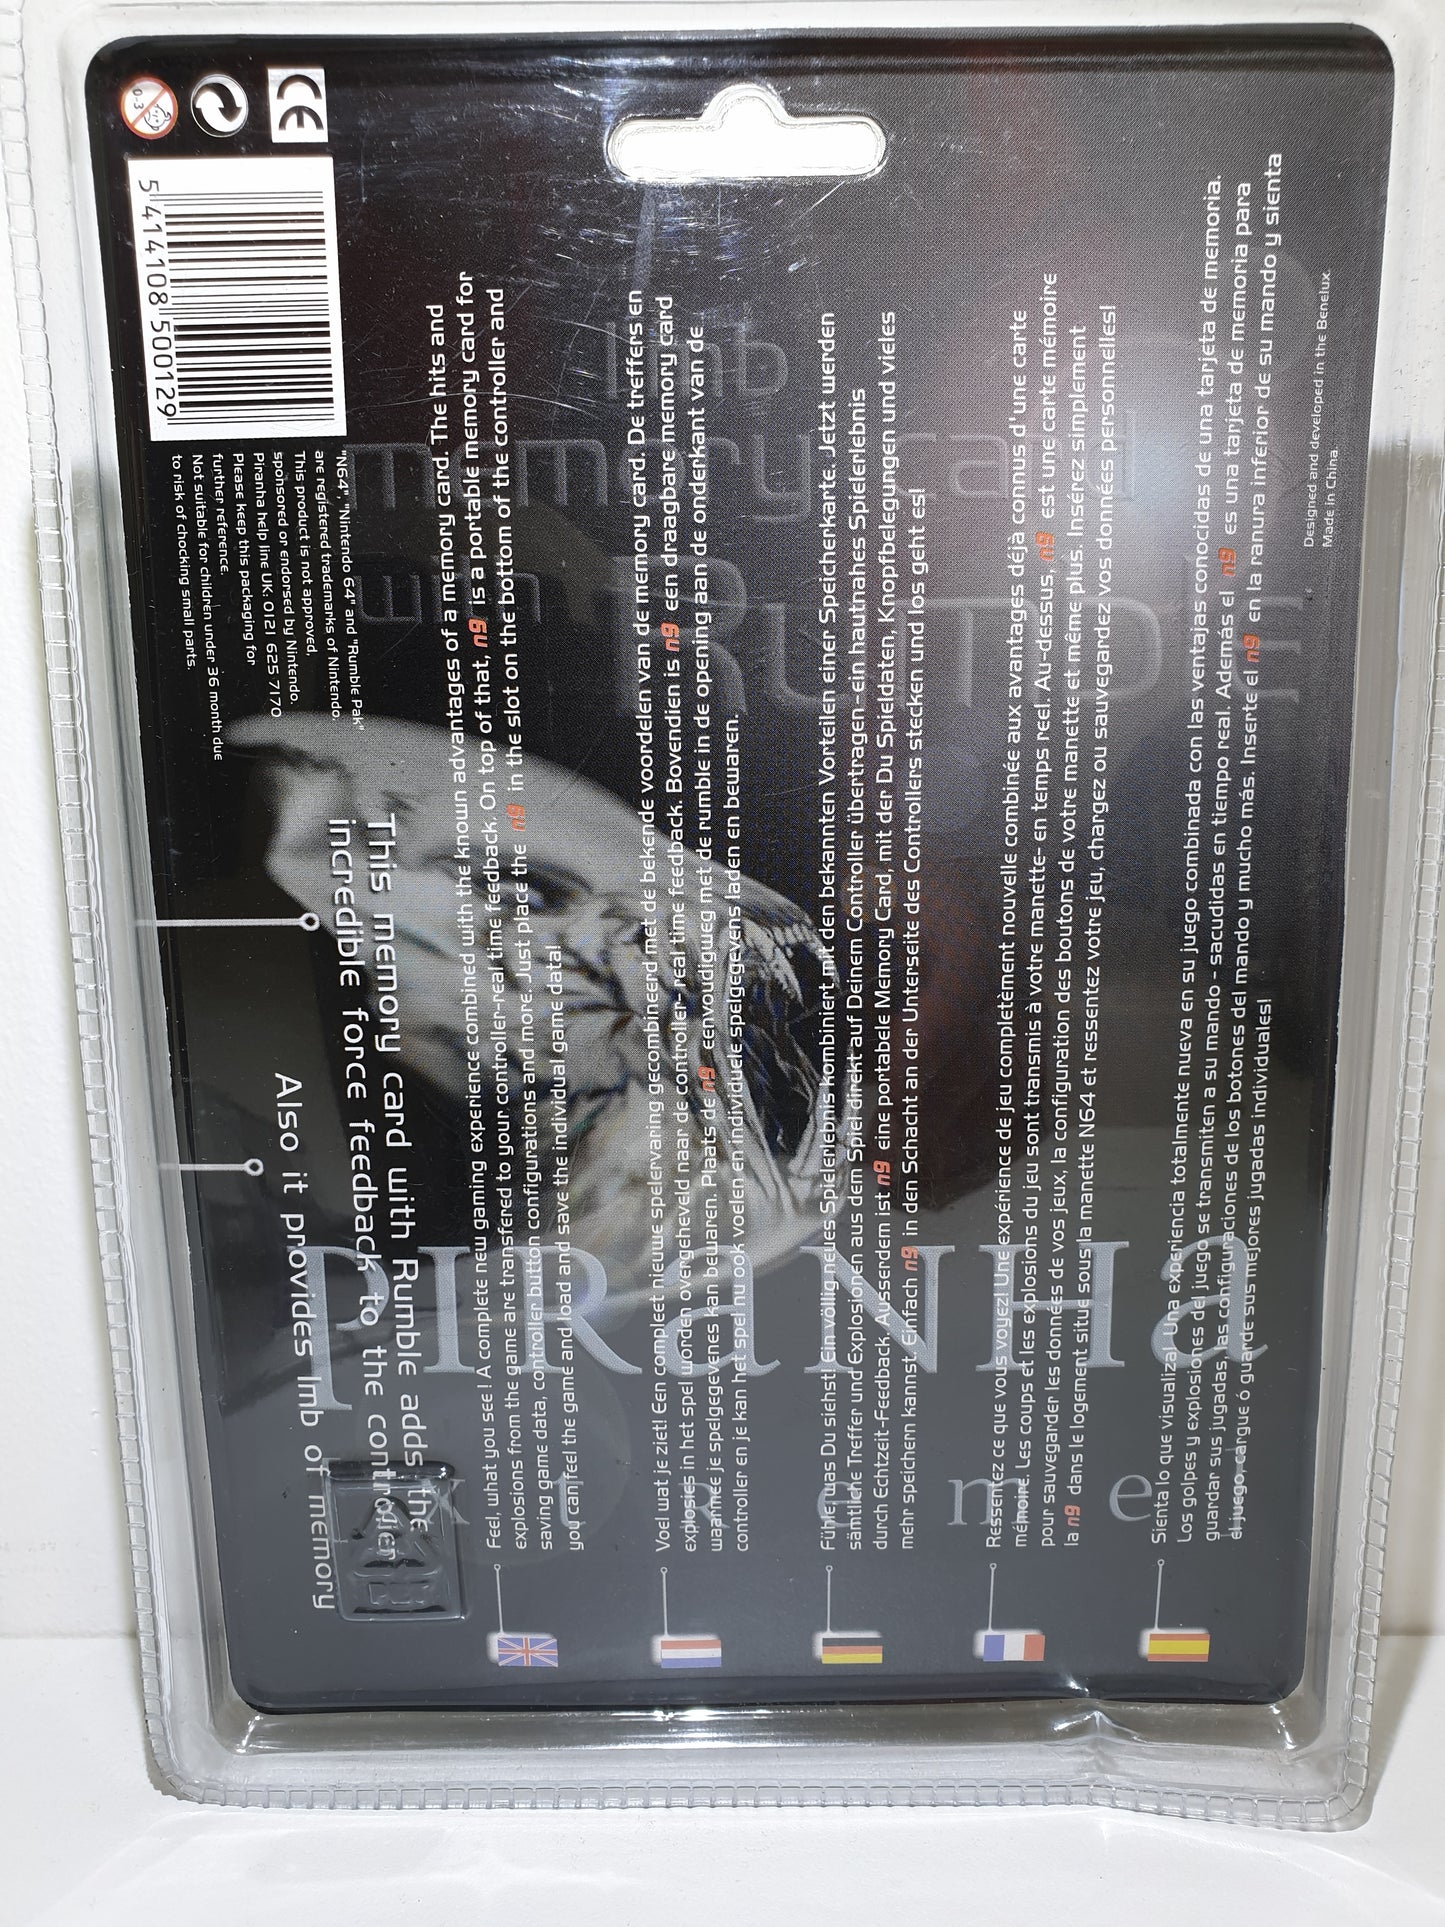 5 414108 500129
0-3
CE
"N64", "Nintendo 64" and "Rumble Pak"
are registered trademarks of Nintendo.
This product is not approved,
sponsored or endorsed by Nintendo.
Piranha help line UK: 0121 625 7170
Please keep this packaging for
further reference.
Not suitable for children under 36 month due
to risk of chocking small parts.
This memory card with Rumble adds the
incredible force feedback to the controller
Also it provides 1mb of memory
1mb
memory card
with
Rumble
PIRaNHa
xtreme
Feel, what you see! A complete new gaming experience combined with the known advantages of a memory card. The hits and
explosions from the game are transfered to your controller-real time feedback. On top of that, n9 is a portable memory card for
saving game data, controller button configurations and more. Just place the n9 in the slot on the bottom of the controller and
you can feel the game and load and save the individual game data!
Voel wat je ziet! Een compleet nieuwe spelervaring gecombineerd met de bekende voordelen van de memory card. De treffers en
explosies in het spel worden overgeheveld naar de controller- real time feedback. Bovendien is n9 een draagbare memory card
waarmee je spelgegevens kan bewaren. Plaats de n9 eenvoudigweg met de rumble in de opening aan de onderkant van de
controller en je kan het spel nu ook voelen en individuele spelgegevens laden en bewaren.
Fühle, was Du siehst! Ein völlig neues Spielerlebnis kombiniert mit den bekannten Vorteilen einer Speicherkarte. Jetzt werden
sämtliche Treffer und Explosionen aus dem Spiel direkt auf Deinem Controller übertragen- ein hautnahes Spielerlebnis
durch Echtzeit-Feedback. Ausserdem ist n9 eine portabele Memory Card, mit der Du Spieldaten, Knopfbelegungen und vieles
mehr speichern kannst. Einfach n9 in den Schacht an der Unterseite des Controllers stecken und los geht es!
Ressentez ce que vous voyez! Une expérience de jeu complètement nouvelle combinée aux avantages déja connus d'une carte
mémoire. Les coups et les explosions du jeu sont transmis à votre manette- en temps reel. Au-dessus, n9 est une carte mémoire
pour sauvegarder les données de vos jeux, la configuration des boutons de votre manette et même plus. Insérez simplement
la n9 dans le logement situé sous la manette N64 et ressentez votre jeu, chargez ou sauvegardez vos données personnelles!
Sienta lo que visualiza! Una experiencia totalmente nueva en su juego combinada con las ventajas conocidas de una tarjeta de memoria.
Los golpes y explosiones del juego se transmiten a su mando - sacudidas en tiempo real. Además el n9 es una tarjeta de memoria para
guardar sus jugadas, las configuraciones de los botones del mando y mucho más. Inserte el n9 en la ranura inferior de su mando y sienta
el juego, cargue ó guarde sus mejores jugadas individuales!
Designed and developed in the Benelux.
Made in China.